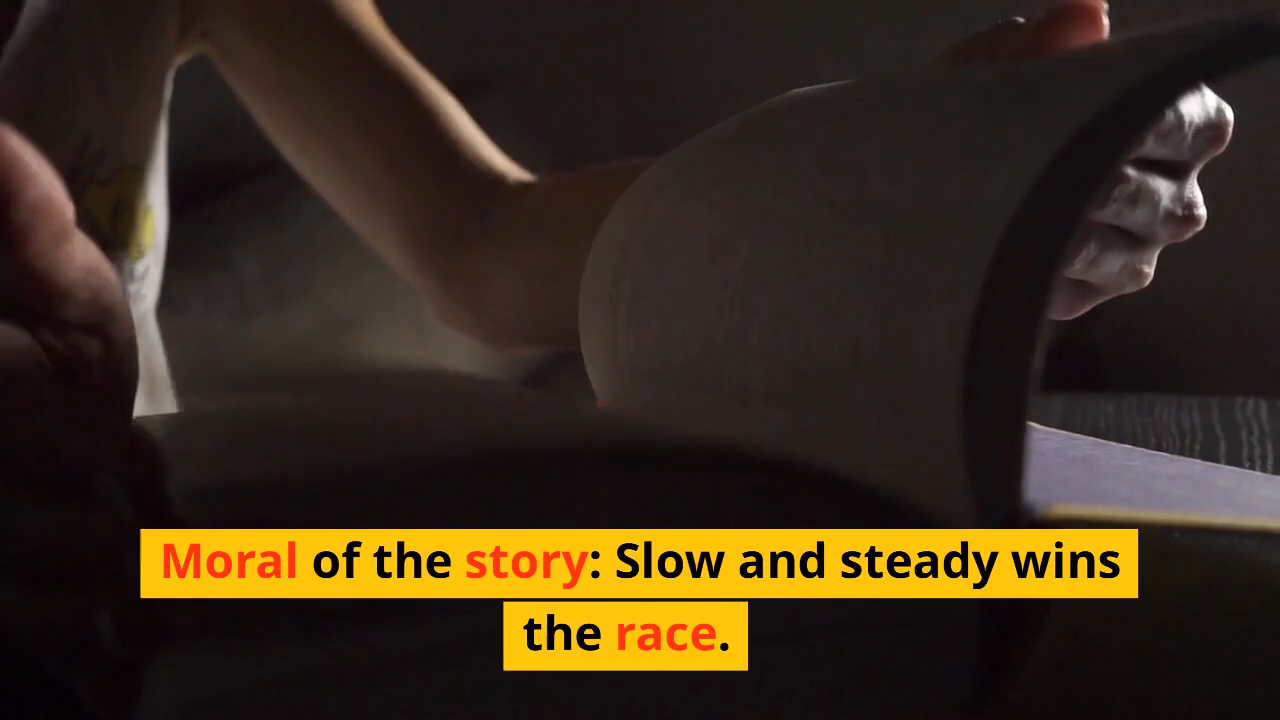 Moral of the story: Slow and steady wins
the race.